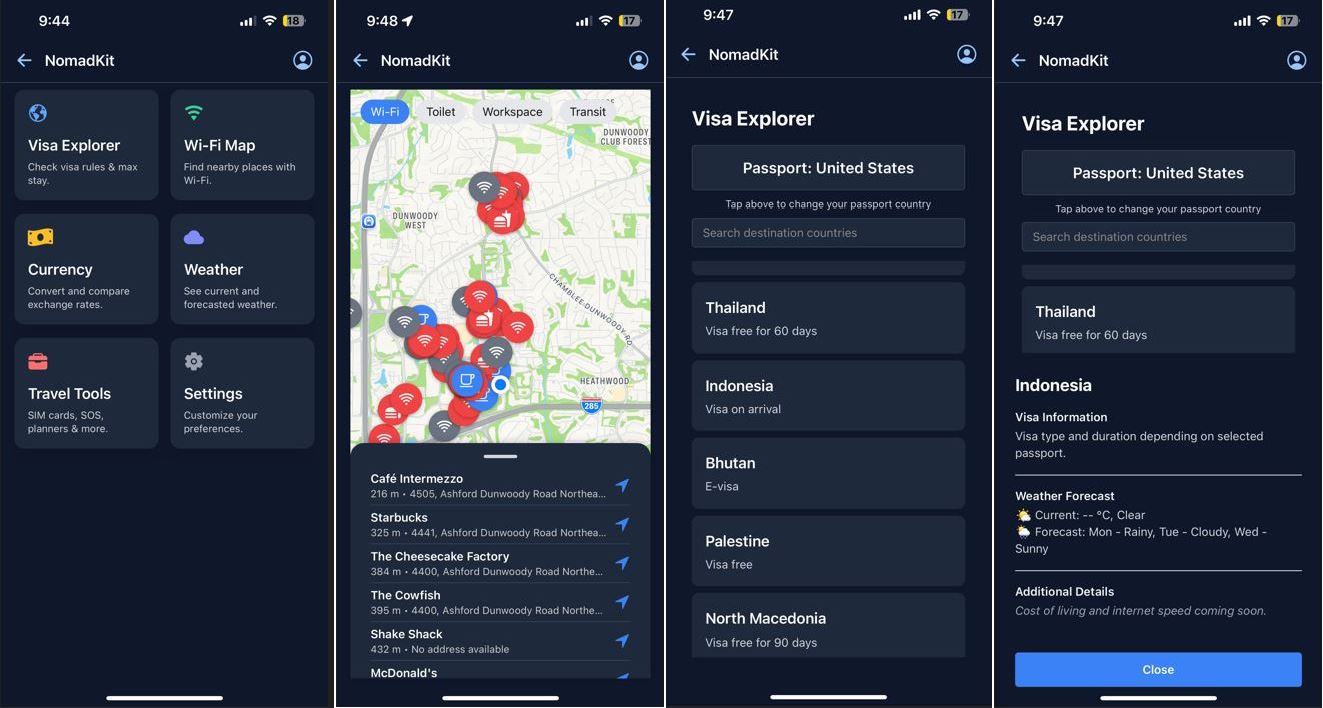 9:44
18
NomadKit
Visa Explorer
Check visa rules & max
stay.
Wi-Fi Map
Find nearby places with
Wi-Fi.
Currency
Convert and compare
exchange rates.
Weather
See current and
forecasted weather.
Travel Tools
SIM cards, SOS,
planners & more.
Settings
Customize your
preferences.
9:48
17
NomadKit
Wi-Fi
Toilet
Workspace
Transit
DUNWOODY
CLUB FOREST
DUNWOODY
WEST
CHAMBLEE-DUNWOODY-RD
HEATHWOOD
285
Café Intermezzo
216 m • 4505, Ashford Dunwoody Road Northea...
Starbucks
325 m • 4441, Ashford Dunwoody Road Northea...
The Cheesecake Factory
384 m • 4400, Ashford Dunwoody Road Northe...
The Cowfish
395 m • 4400, Ashford Dunwoody Road Northe...
Shake Shack
432 m • No address available
McDonald's
9:47
17
NomadKit
Visa Explorer
Passport: United States
Tap above to change your passport country
Search destination countries
Thailand
Visa free for 60 days
Indonesia
Visa on arrival
Bhutan
E-visa
Palestine
Visa free
North Macedonia
Visa free for 90 days
9:47
17
NomadKit
Visa Explorer
Passport: United States
Tap above to change your passport country
Search destination countries
Thailand
Visa free for 60 days
Indonesia
Visa Information
Visa type and duration depending on selected
passport.
Weather Forecast
Current: -- °C, Clear
Forecast: Mon - Rainy, Tue - Cloudy, Wed -
Sunny
Additional Details
Cost of living and internet speed coming soon.
Close